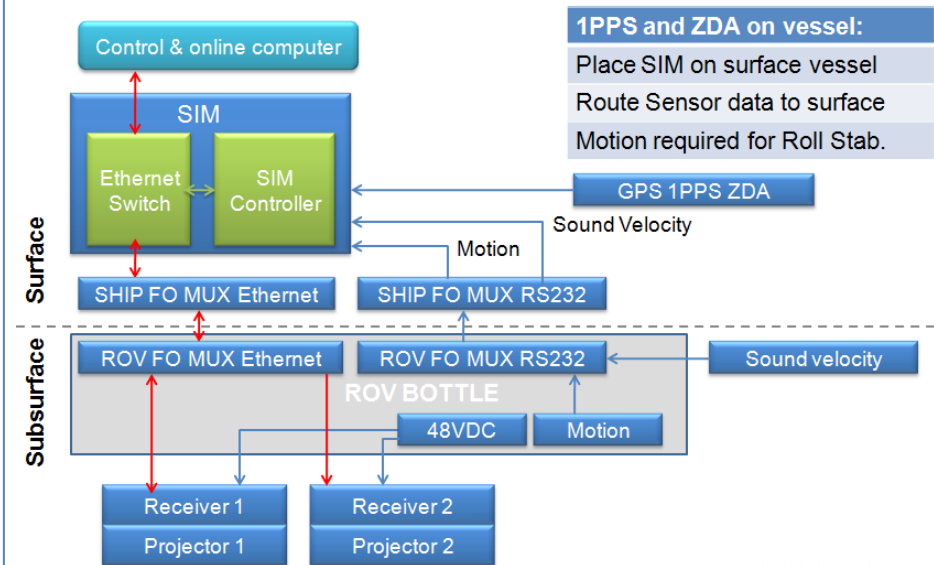 1PPS and ZDA on vessel:
Place SIM on surface vessel
Route Sensor data to surface
Motion required for Roll Stab.
Control & online computer
SIM
Ethernet
Switch
SIM
Controller
GPS 1PPS ZDA
Sound Velocity
Motion
Surface
SHIP FO MUX Ethernet
SHIP FO MUX RS232
Subsurface
ROV FO MUX Ethernet
ROV FO MUX RS232
Sound velocity
ROV BOTTLE
48VDC
Motion
Receiver 1
Projector 1
Receiver 2
Projector 2